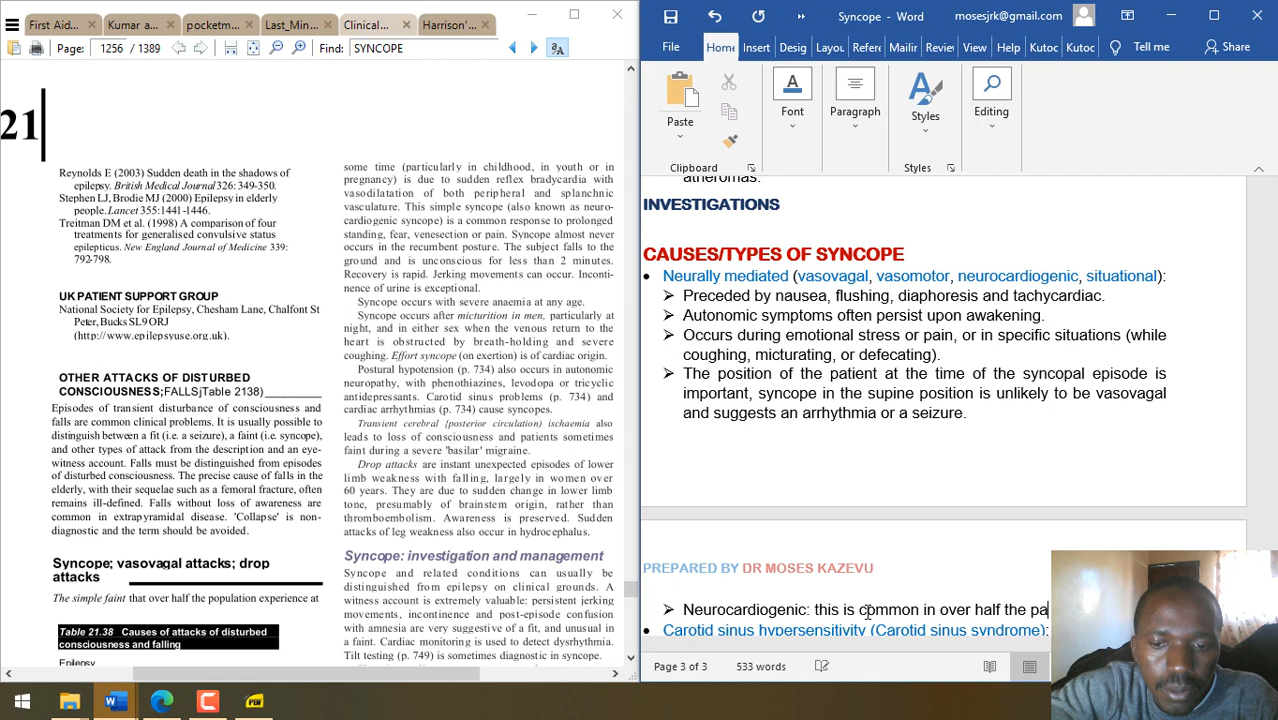 First Aid...
Kumar a...
pocketm...
Last_Min...
Clinical...
Harrison'...
Page: 1256 / 1389
Find: SYNCOPE
21
Reynolds E (2003) Sudden death in the shadows of
epilepsy. British Medical Journal 326: 349-350.
Stephen LJ, Brodie MJ (2000) Epilepsy in elderly
people. Lancet 355:1441-1446.
Treitman DM et al. (1998) A comparison of four
treatments for generalised convulsive status
epilepticus. New England Journal of Medicine 339:
792-798.
UK PATIENT SUPPORT GROUP
National Society for Epilepsy, Chesham Lane, Chalfont St
Peter, Bucks SL9 ORJ
(http://www.epilepsyuse.org.uk).
OTHER ATTACKS OF DISTURBED
CONSCIOUSNESS;FALLSjTable 2138)
Episodes of transient disturbance of consciousness and
falls are common clinical problems. It is usually possible to
distinguish between a fit (i.e. a seizure), a faint (i.e. syncope),
and other types of attack from the description and an eye-
witness account. Falls must be distinguished from episodes
of disturbed consciousness. The precise cause of falls in the
elderly, with their sequelae such as a femoral fracture, often
remains ill-defined. Falls without loss of awareness are
common in extrapyramidal disease. 'Collapse' is non-
diagnostic and the term should be avoided.
Syncope; vasovagal attacks; drop
attacks
The simple faint that over half the population experience at
Table 21.38 Causes of attacks of disturbed
consciousness and falling
Epilepsy
some time (particularly in childhood, in youth or in
pregnancy) is due to sudden reflex bradycardia with
vasodilatation of both peripheral and splanchnic
vasculature. This simple syncope (also known as neuro-
cardiogenic syncope) is a common response to prolonged
standing, fear, venesection or pain. Syncope almost never
occurs in the recumbent posture. The subject falls to the
ground and is unconscious for less than 2 minutes.
Recovery is rapid. Jerking movements can occur. Inconti-
nence of urine is exceptional.
Syncope occurs with severe anaemia at any age.
Syncope occurs after micturition in men, particularly at
night, and in either sex when the venous return to the
heart is obstructed by breath-holding and severe
coughing. Effort syncope (on exertion) is of cardiac origin.
Postural hypotension (p. 734) also occurs in autonomic
neuropathy, with phenothiazines, levodopa or tricyclic
antidepressants. Carotid sinus problems (p. 734) and
cardiac arrhythmias (p. 734) cause syncopes.
Transient cerebral {posterior circulation) ischaemia also
leads to loss of consciousness and patients sometimes
faint during a severe 'basilar' migraine.
Drop attacks are instant unexpected episodes of lower
limb weakness with falling, largely in women over
60 years. They are due to sudden change in lower limb
tone, presumably of brainstem origin, rather than
thromboembolism. Awareness is preserved. Sudden
attacks of leg weakness also occur in hydrocephalus.
Syncope: investigation and management
Syncope and related conditions can usually be
distinguished from epilepsy on clinical grounds. A
witness account is extremely valuable: persistent jerking
movements, incontinence and post-episode confusion
with amnesia are very suggestive of a fit, and unusual in
a faint. Cardiac monitoring is used to detect dysrhythmia.
Tilt testing (p. 749) is sometimes diagnostic in syncope.
Syncope - Word
mosesjrk@gmail.com
File Home Insert Desig Layou Refere Mailir Review View Help Kutoc Kutoc Tell me Share
Paste
Font
Paragraph
Styles
Editing
Clipboard
Styles
atheromas.
INVESTIGATIONS
CAUSES/TYPES OF SYNCOPE
• Neurally mediated (vasovagal, vasomotor, neurocardiogenic, situational):
➢ Preceded by nausea, flushing, diaphoresis and tachycardiac.
➢ Autonomic symptoms often persist upon awakening.
➢ Occurs during emotional stress or pain, or in specific situations (while
coughing, micturating, or defecating).
➢ The position of the patient at the time of the syncopal episode is
important, syncope in the supine position is unlikely to be vasovagal
and suggests an arrhythmia or a seizure.
PREPARED BY DR MOSES KAZEVU
➢ Neurocardiogenic: this is common in over half the pa
• Carotid sinus hypersensitivity (Carotid sinus syndrome):
Page 3 of 3
533 words
PDF